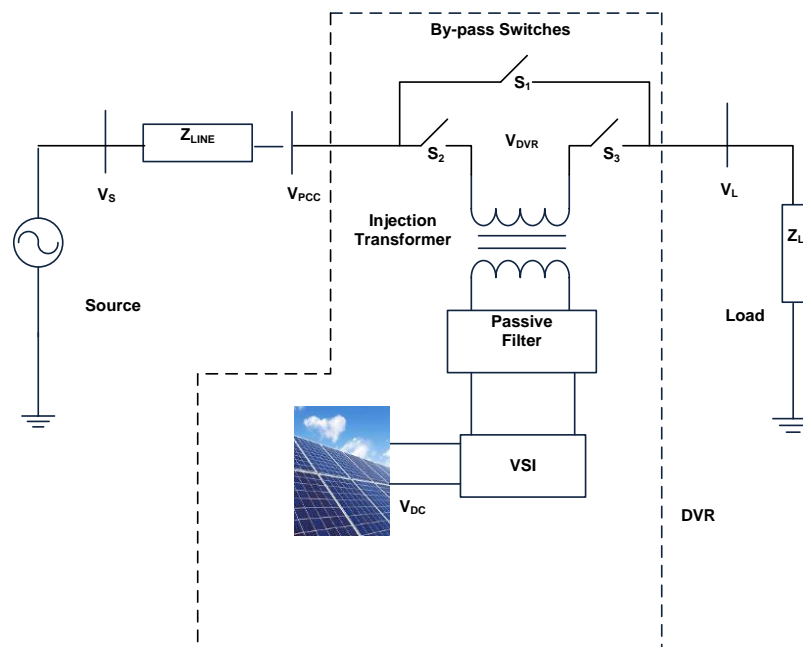 By-pass Switches
S1
ZLINE
S2
VDVR
S3
VS
VPCC
VL
Injection
Transformer
ZL
Source
Load
Passive
Filter
VSI
VDC
DVR